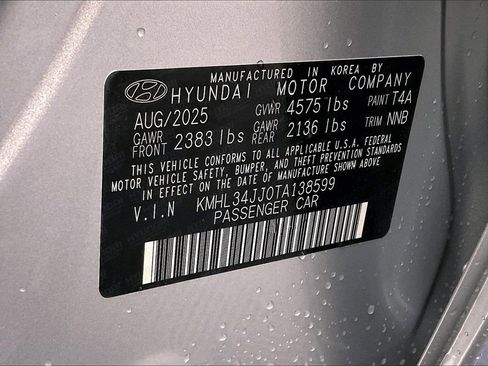 MANUFACTURED IN KOREA BY
HYUNDAI MOTOR COMPANY
AUG/2025 GVWR 4575 lbs PAINT T4A
GAWR FRONT 2383 lbs GAWR REAR 2136 lbs TRIM NNB
THIS VEHICLE CONFORMS TO ALL APPLICABLE U.S.A. FEDERAL
MOTOR VEHICLE SAFETY, BUMPER, AND THEFT PREVENTION STANDARDS
IN EFFECT ON THE DATE OF MANUFACTURE SHOWN ABOVE.
V.I.N KMHL34JJ0TA138599
PASSENGER CAR